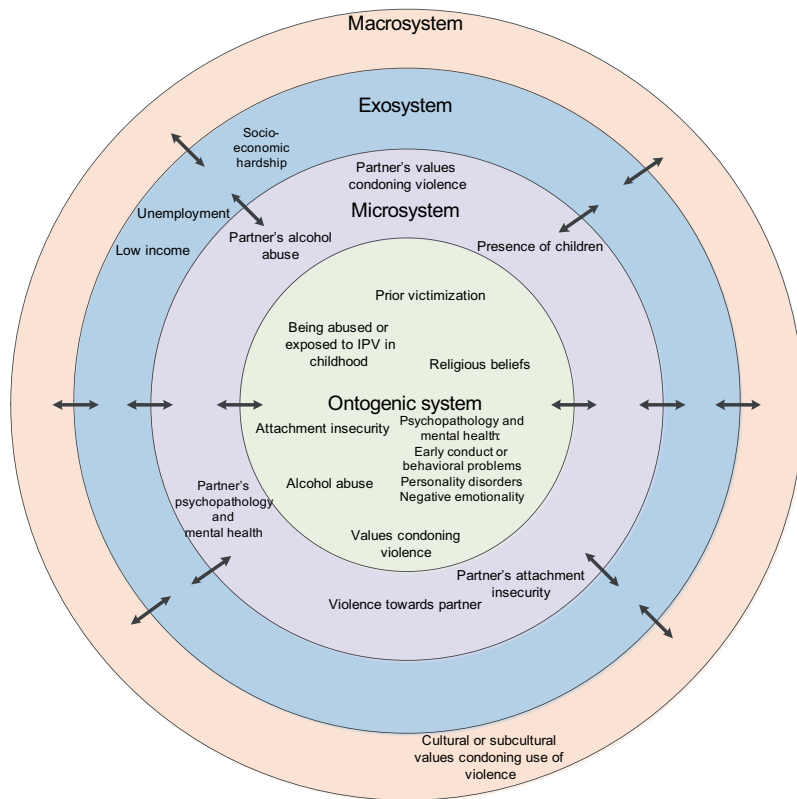 Macrosystem
Exosystem
Socio-
economic
hardship
Partner's values
condoning violence
Microsystem
Unemployment
Partner's alcohol
abuse
Low income
Presence of children
Prior victimization
Being abused or
exposed to IPV in
childhood
Religious beliefs
Ontogenic system
Attachment insecurity
Psychopathology and
mental health:
Early conduct or
behavioral problems
Personality disorders
Negative emotionality
Alcohol abuse
Partner's
psychopathology
and
mental health
Values condoning
violence
Partner's attachment
insecurity
Violence towards partner
Cultural or subcultural
values condoning use of
violence